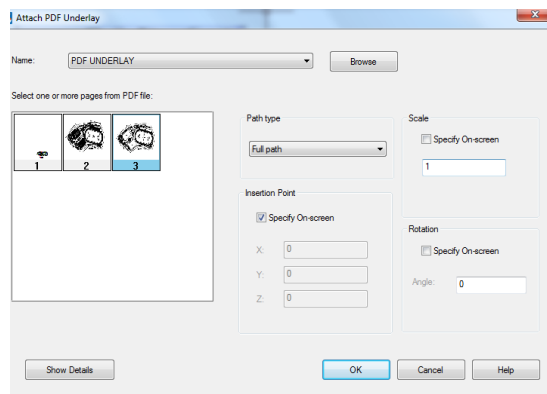 Attach PDF Underlay
Name:
PDF UNDERLAY
Browse
Select one or more pages from PDF file:
1
2
3
Path type
Full path
Insertion Point
Specify On-screen
X:
0
Y:
0
Z:
0
Scale
Specify On-screen
1
Rotation
Specify On-screen
Angle:
0
Show Details
OK
Cancel
Help